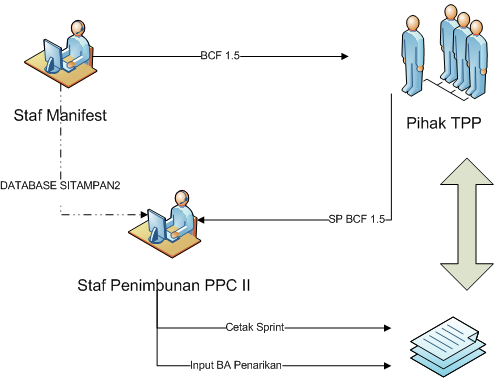 BCF 1.5
Staf Manifest
Pihak TPP
DATABASE SITAMPAN2
SP BCF 1.5
Staf Penimbunan PPC II
Cetak Sprint
Input BA Penarikan